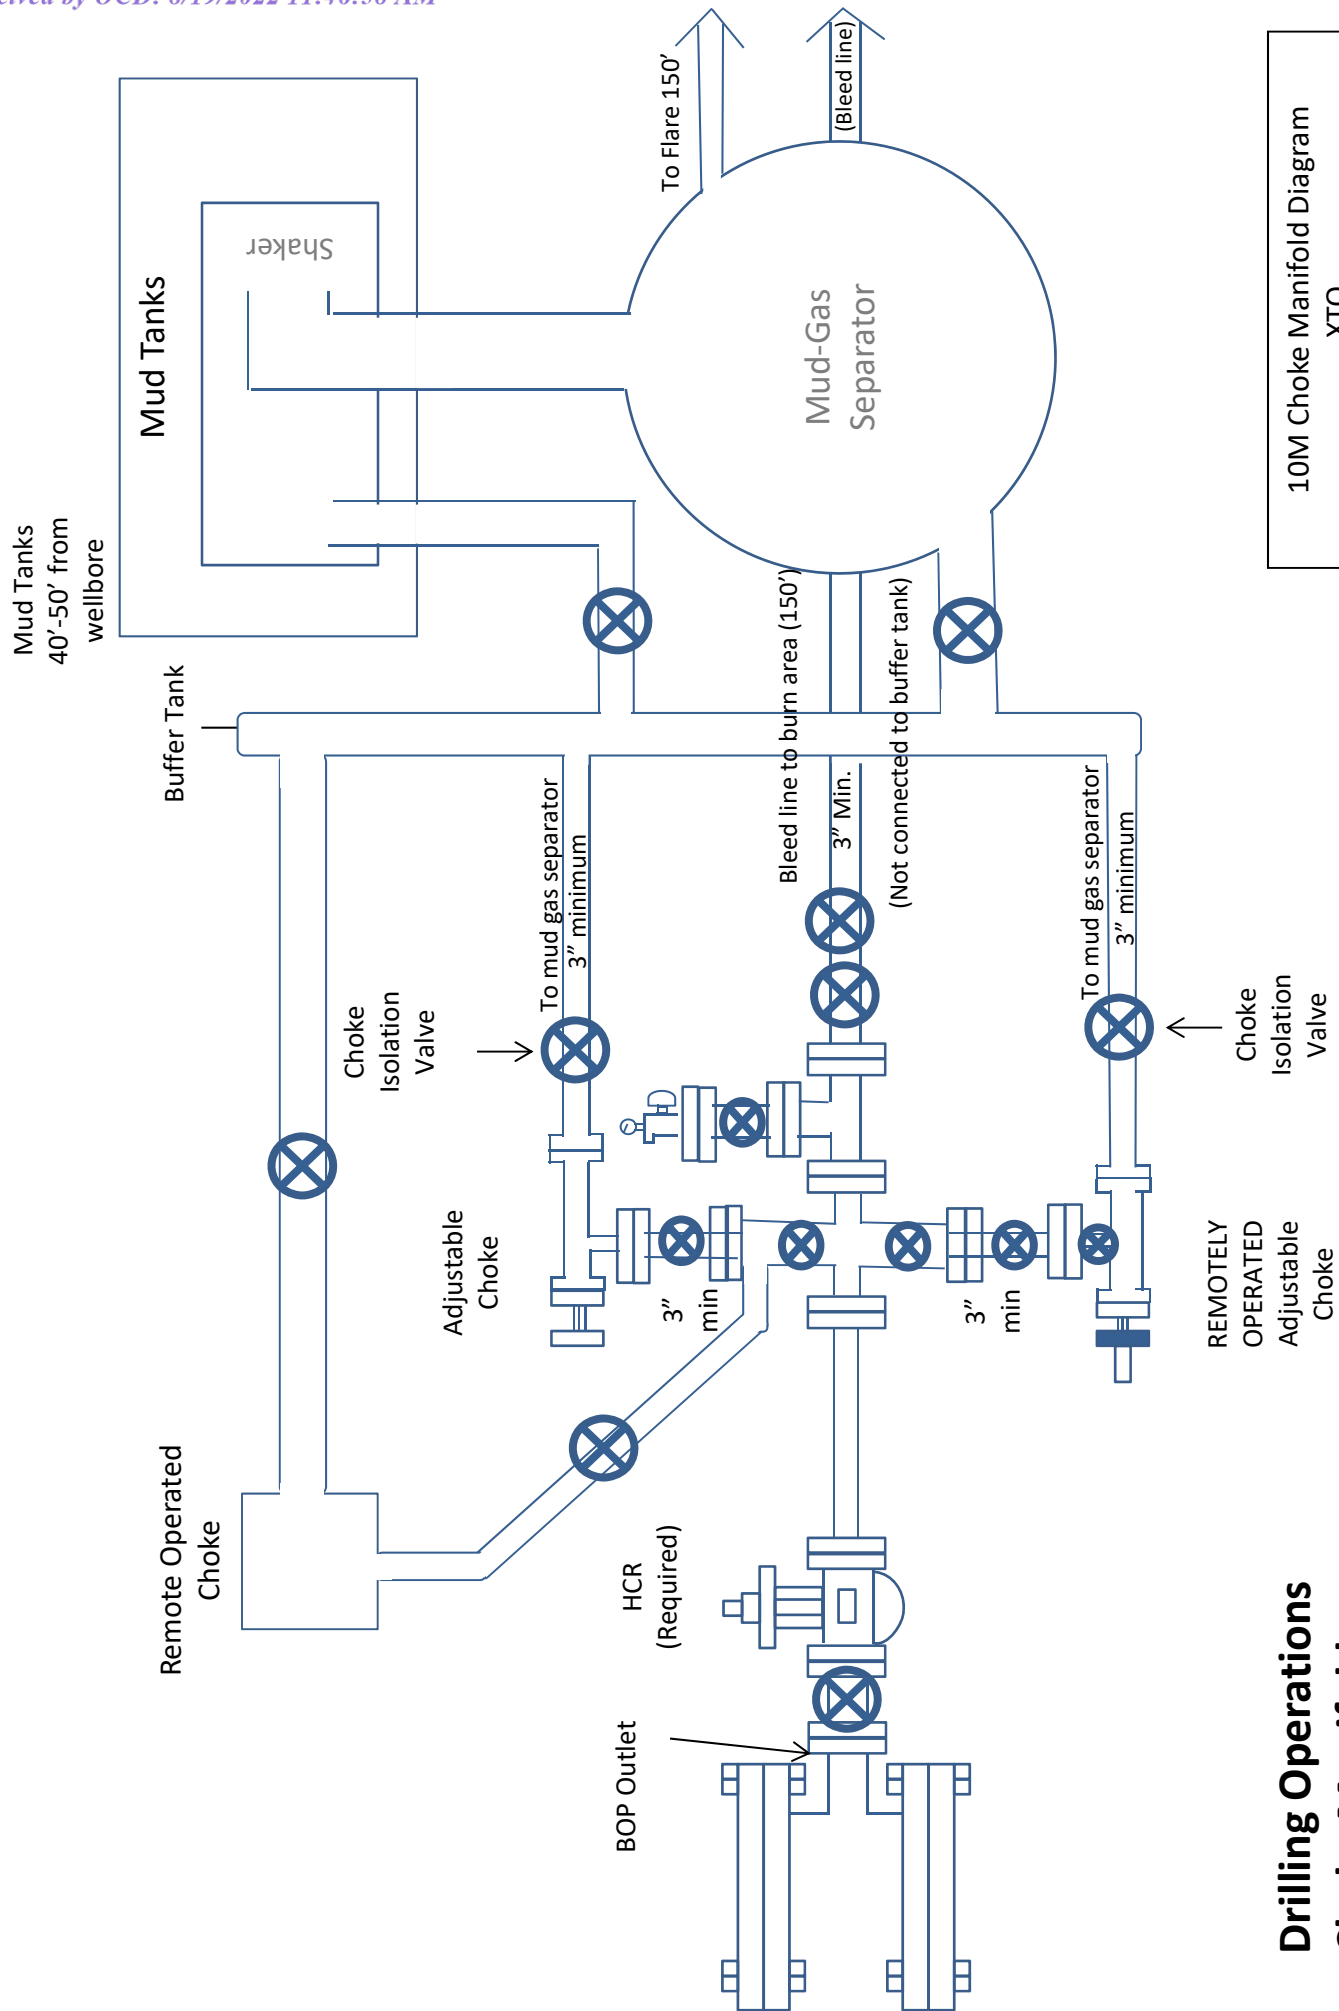 Mud Tanks
40’-50’ from
wellbore
Mud Tanks
Shaker
Buffer Tank
To Flare 150’
(Bleed line)
Mud-Gas
Separator
Remote Operated
Choke
Choke
Isolation
Valve
To mud gas separator
3” minimum
Adjustable
Choke
3”
min
Bleed line to burn area (150’)
3” Min.
(Not connected to buffer tank)
To mud gas separator
3” minimum
Choke
Isolation
Valve
3”
min
REMOTELY
OPERATED
Adjustable
Choke
HCR
(Required)
BOP Outlet
10M Choke Manifold Diagram
XTO
Drilling Operations